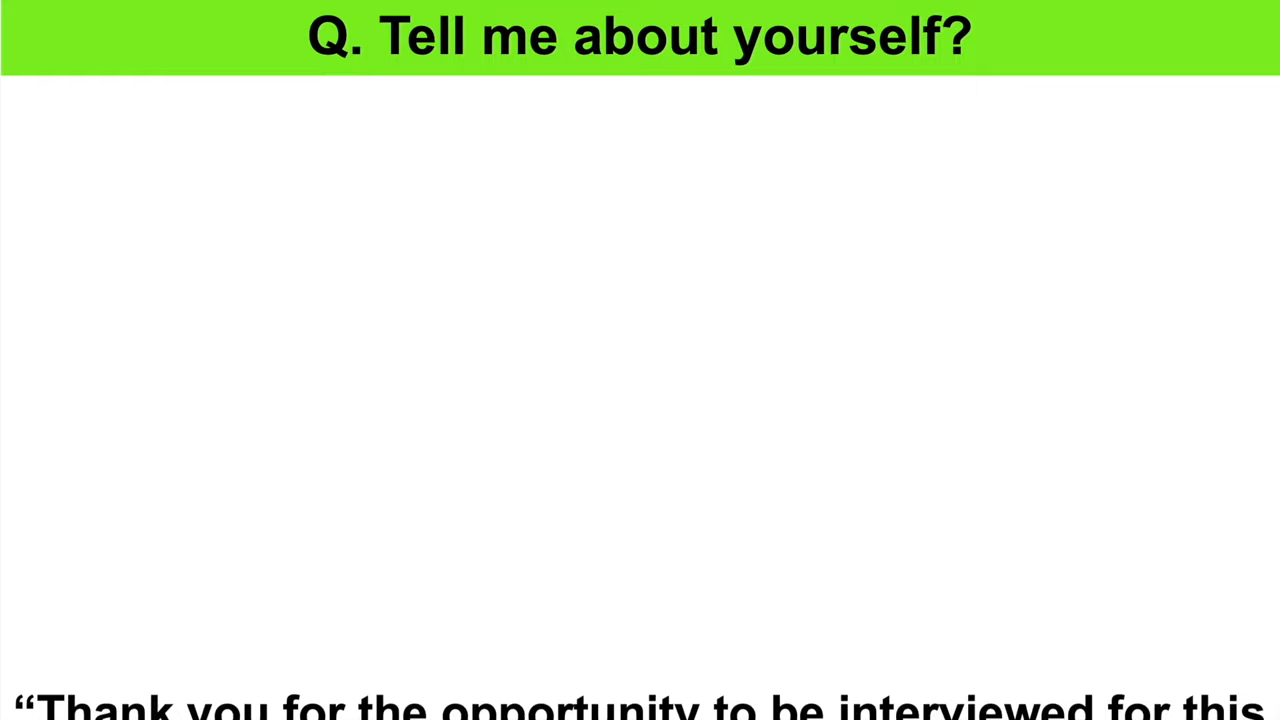 Q. Tell me about yourself?
“Thank you for the opportunity to be interviewed for this